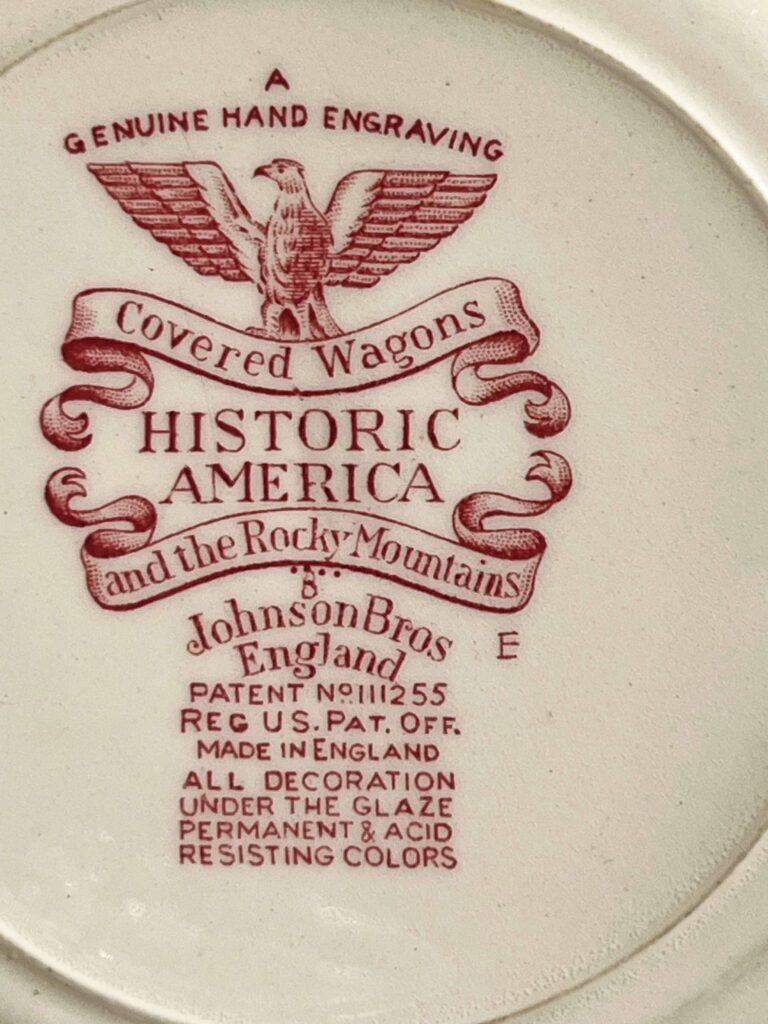 A
GENUINE HAND ENGRAVING
Covered Wagons
HISTORIC
AMERICA
and the Rocky Mountains
B
Johnson Bros
England
E
PATENT Nº 111255
REG U S. PAT. OFF.
MADE IN ENGLAND
ALL DECORATION
UNDER THE GLAZE
PERMANENT & ACID
RESISTING COLORS